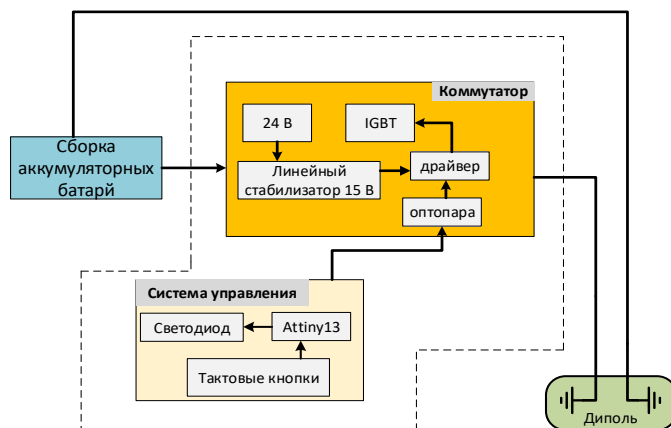 Коммутатор
24 В
IGBT
Сборка
аккумуляторных
батарй
Линейный
стабилизатор 15 В
драйвер
оптопара
Система управления
Светодиод
Attiny13
Тактовые кнопки
Диполь